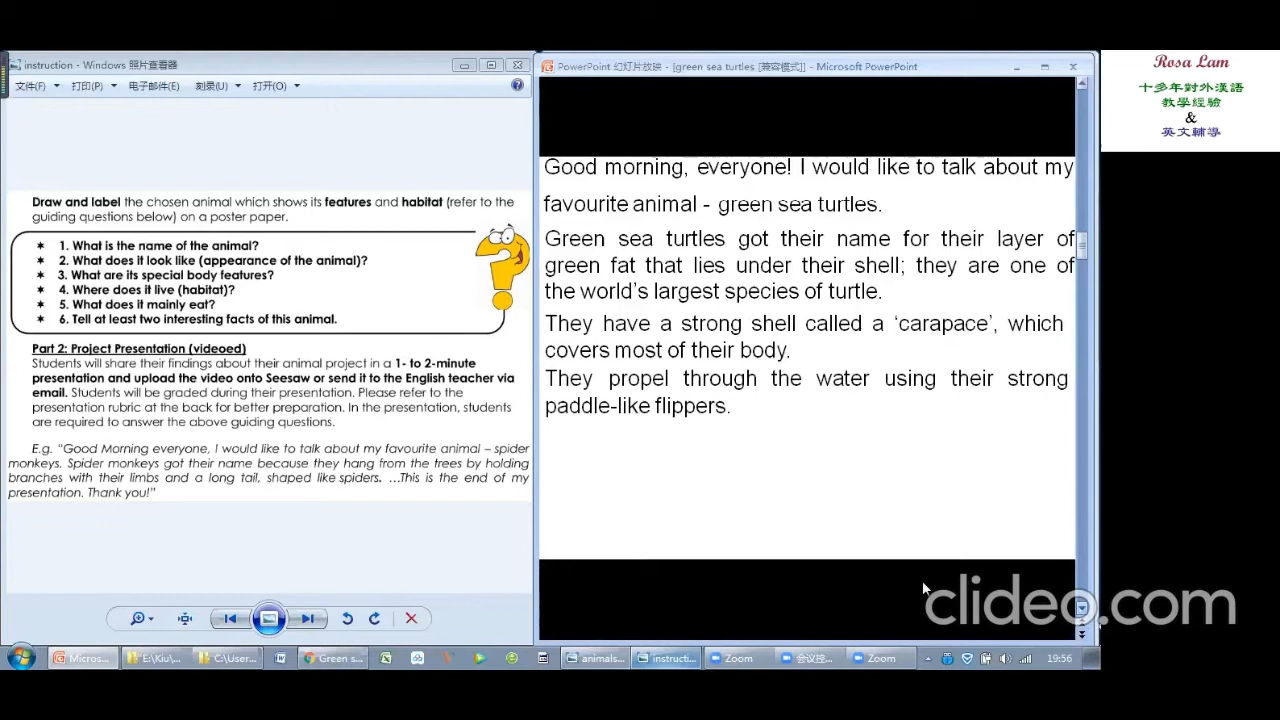 instruction - Windows 照片查看器
文件(F)
打印(P)
电子邮件(E)
刻录(U)
打开(O)
Draw and label the chosen animal which shows its features and habitat (refer to the
guiding questions below) on a poster paper.
✶ 1. What is the name of the animal?
✶ 2. What does it look like (appearance of the animal)?
✶ 3. What are its special body features?
✶ 4. Where does it live (habitat)?
✶ 5. What does it mainly eat?
✶ 6. Tell at least two interesting facts of this animal.
Part 2: Project Presentation (videoed)
Students will share their findings about their animal project in a 1- to 2-minute
presentation and upload the video onto Seesaw or send it to the English teacher via
email. Students will be graded during their presentation. Please refer to the
presentation rubric at the back for better preparation. In the presentation, students
are required to answer the above guiding questions.
E.g. "Good Morning everyone, I would like to talk about my favourite animal – spider
monkeys. Spider monkeys got their name because they hang from the trees by holding
branches with their limbs and a long tail, shaped like spiders. …This is the end of my
presentation. Thank you!"
PowerPoint 幻灯片放映 - [green sea turtles [兼容模式]] - Microsoft PowerPoint
Good morning, everyone! I would like to talk about my
favourite animal - green sea turtles.
Green sea turtles got their name for their layer of
green fat that lies under their shell; they are one of
the world's largest species of turtle.
They have a strong shell called a 'carapace', which
covers most of their body.
They propel through the water using their strong
paddle-like flippers.
Rosa Lam
十多年對外漢語
教學經驗
&
英文輔導
clideo.com
Micros...
E:\Kiu\...
C:\User...
Green s...
animals...
instructi...
Zoom
会议控...
Zoom
19:56